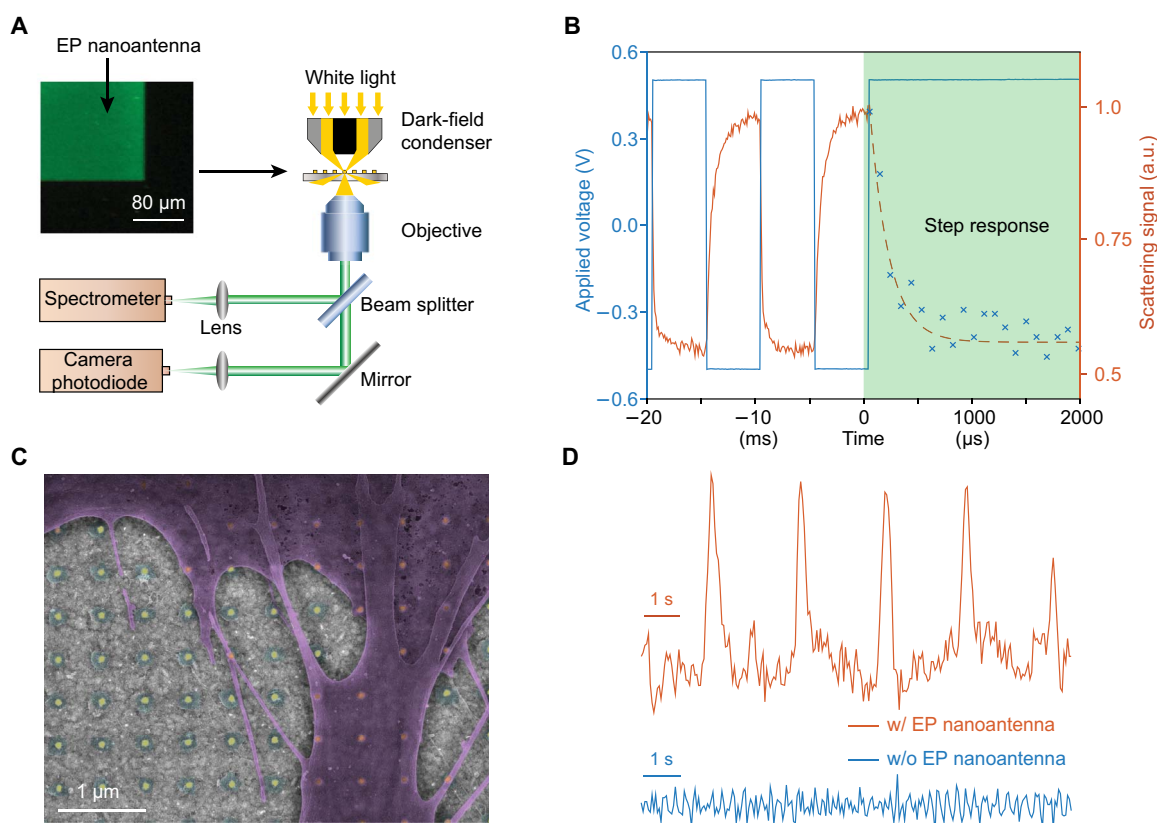 A
EP nanoantenna
80 µm
White light
Dark-field
condenser
Objective
Beam splitter
Spectrometer
Lens
Camera
photodiode
Mirror
B
Applied voltage (V)
0.6
0.4
0.0
−0.3
−0.6
Scattering signal (a.u.)
1.0
0.75
0.5
Step response
−20
−10
0
1000
2000
(ms)
Time
(µs)
C
1 µm
D
1 s
w/ EP nanoantenna
w/o EP nanoantenna
1 s